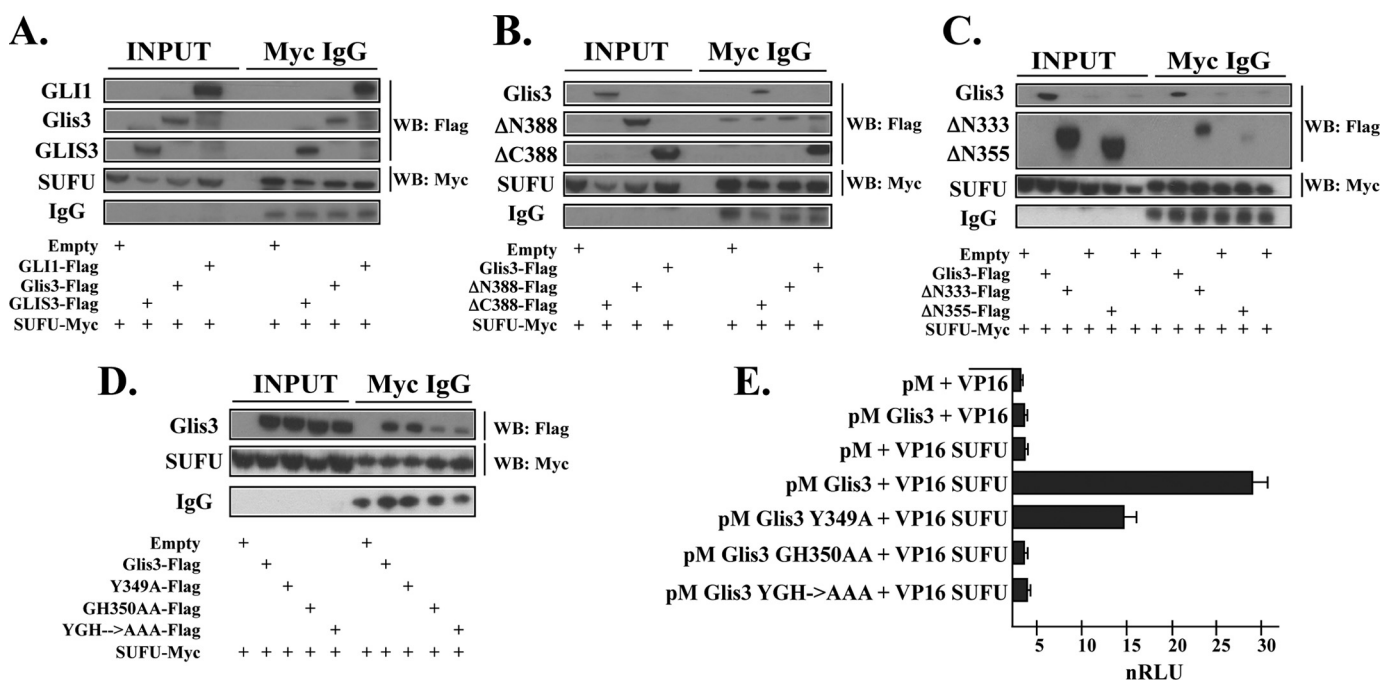 A.
INPUT Myc IgG
GLI1
Glis3
GLIS3
WB: Flag
SUFU
WB: Myc
IgG
Empty + +
GLI1-Flag + +
Glis3-Flag + +
GLIS3-Flag + +
SUFU-Myc + + + + + + + +
B.
INPUT Myc IgG
Glis3
ΔN388
ΔC388
WB: Flag
SUFU
WB: Myc
IgG
Empty + +
Glis3-Flag + +
ΔN388-Flag + +
ΔC388-Flag + +
SUFU-Myc + + + + + + + +
C.
INPUT Myc IgG
Glis3
ΔN333
ΔN355
WB: Flag
SUFU
WB: Myc
IgG
Empty + + + + + +
Glis3-Flag + +
ΔN333-Flag + +
ΔN355-Flag + +
SUFU-Myc + + + + + + + + + + + +
D.
INPUT Myc IgG
Glis3
WB: Flag
SUFU
WB: Myc
IgG
Empty + +
Glis3-Flag + +
Y349A-Flag + +
GH350AA-Flag + +
YGH-->AAA-Flag + +
SUFU-Myc + + + + + + + + + +
E.
pM + VP16
pM Glis3 + VP16
pM + VP16 SUFU
pM Glis3 + VP16 SUFU
pM Glis3 Y349A + VP16 SUFU
pM Glis3 GH350AA + VP16 SUFU
pM Glis3 YGH->AAA + VP16 SUFU
5 10 15 20 25 30
nRLU